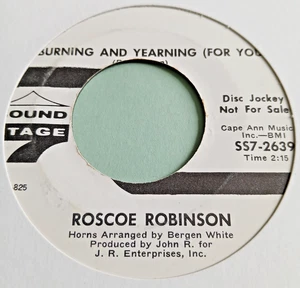 BURNING AND YEARNING (FOR YOU
Disc Jockey
Not For Sale
OUND
TAGE
Cape Ann Music
Inc.—BMI
SS7-2639
Time 2:15
825
ROSCOE ROBINSON
Horns Arranged by Bergen White
Produced by John R. for
J. R. Enterprises, Inc.